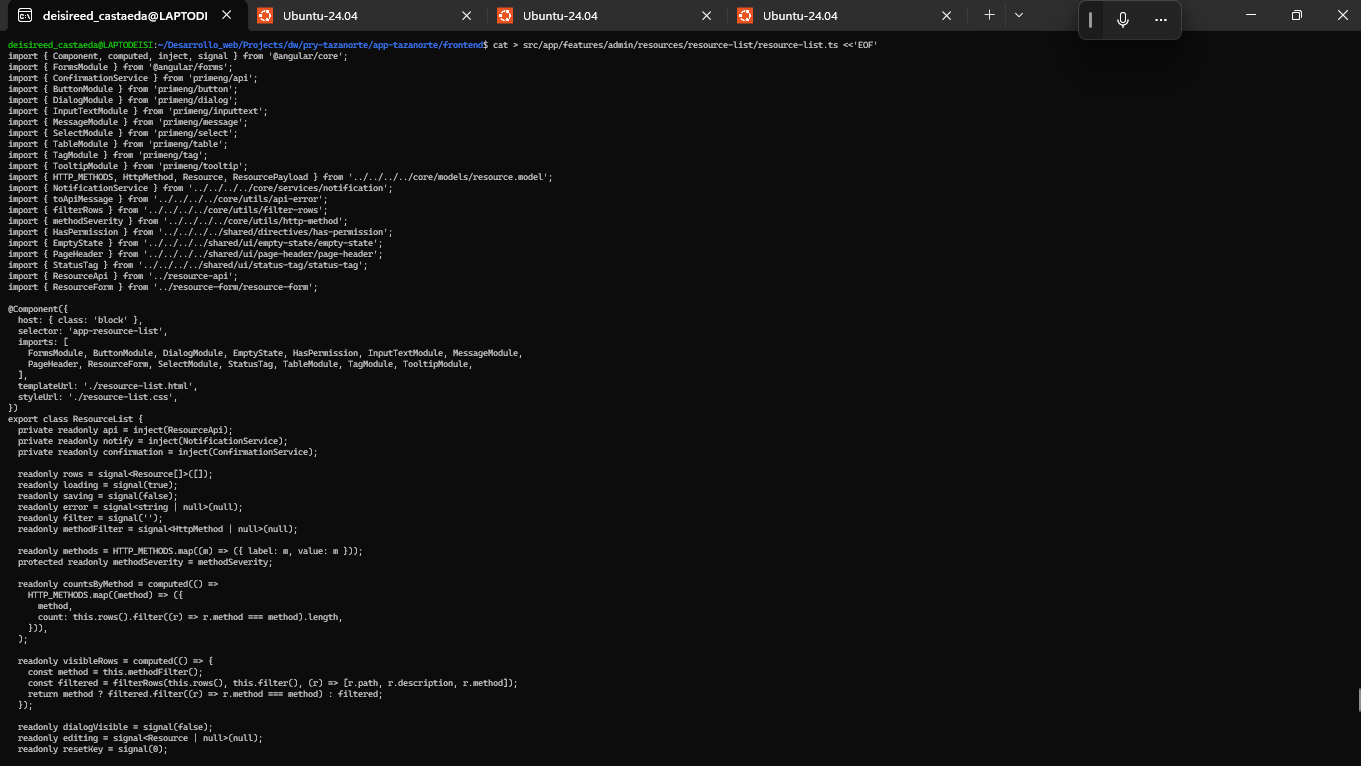 deisireed_castaeda@LAPTODI
Ubuntu-24.04
Ubuntu-24.04
Ubuntu-24.04
deisireed_castaeda@LAPTODEISI:~/Desarrollo_web/Projects/dw/pry-tazanorte/app-tazanorte/frontend$ cat > src/app/features/admin/resources/resource-list/resource-list.ts <<'EOF'
import { Component, computed, inject, signal } from '@angular/core';
import { FormsModule } from '@angular/forms';
import { ConfirmationService } from 'primeng/api';
import { ButtonModule } from 'primeng/button';
import { DialogModule } from 'primeng/dialog';
import { InputTextModule } from 'primeng/inputtext';
import { MessageModule } from 'primeng/message';
import { SelectModule } from 'primeng/select';
import { TableModule } from 'primeng/table';
import { TagModule } from 'primeng/tag';
import { TooltipModule } from 'primeng/tooltip';
import { HTTP_METHODS, HttpMethod, Resource, ResourcePayload } from '../../../../core/models/resource.model';
import { NotificationService } from '../../../../core/services/notification';
import { toApiMessage } from '../../../../core/utils/api-error';
import { filterRows } from '../../../../core/utils/filter-rows';
import { methodSeverity } from '../../../../core/utils/http-method';
import { HasPermission } from '../../../../shared/directives/has-permission';
import { EmptyState } from '../../../../shared/ui/empty-state/empty-state';
import { PageHeader } from '../../../../shared/ui/page-header/page-header';
import { StatusTag } from '../../../../shared/ui/status-tag/status-tag';
import { ResourceApi } from '../resource-api';
import { ResourceForm } from '../resource-form/resource-form';

@Component({
  host: { class: 'block' },
  selector: 'app-resource-list',
  imports: [
    FormsModule, ButtonModule, DialogModule, EmptyState, HasPermission, InputTextModule, MessageModule,
    PageHeader, ResourceForm, SelectModule, StatusTag, TableModule, TagModule, TooltipModule,
  ],
  templateUrl: './resource-list.html',
  styleUrl: './resource-list.css',
})
export class ResourceList {
  private readonly api = inject(ResourceApi);
  private readonly notify = inject(NotificationService);
  private readonly confirmation = inject(ConfirmationService);

  readonly rows = signal<Resource[]>([]);
  readonly loading = signal(true);
  readonly saving = signal(false);
  readonly error = signal<string | null>(null);
  readonly filter = signal('');
  readonly methodFilter = signal<HttpMethod | null>(null);

  readonly methods = HTTP_METHODS.map((m) => ({ label: m, value: m }));
  protected readonly methodSeverity = methodSeverity;

  readonly countsByMethod = computed(() =>
    HTTP_METHODS.map((method) => ({
      method,
      count: this.rows().filter((r) => r.method === method).length,
    })),
  );

  readonly visibleRows = computed(() => {
    const method = this.methodFilter();
    const filtered = filterRows(this.rows(), this.filter(), (r) => [r.path, r.description, r.method]);
    return method ? filtered.filter((r) => r.method === method) : filtered;
  });

  readonly dialogVisible = signal(false);
  readonly editing = signal<Resource | null>(null);
  readonly resetKey = signal(0);